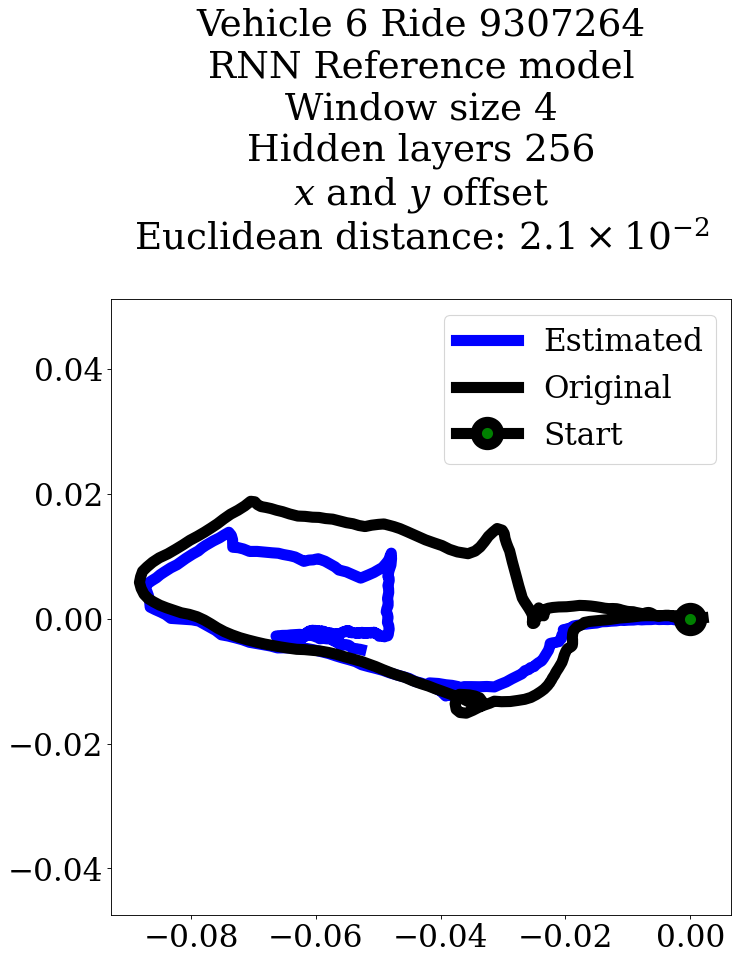 Vehicle 6 Ride 9307264
RNN Reference model
Window size 4
Hidden layers 256
x and y offset
Euclidean distance: 2.1 × 10⁻²
Estimated
Original
Start
0.04
0.02
0.00
−0.02
−0.04
−0.08 −0.06 −0.04 −0.02 0.00